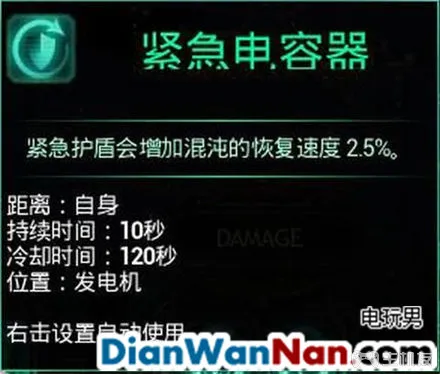 紧急电容器
紧急护盾会增加混沌的恢复速度 2.5%。
距离：自身
DAMAGE
持续时间：10秒
冷却时间：120秒
位置：发电机
电玩男
右击设置自动使用
DianWanNan.com